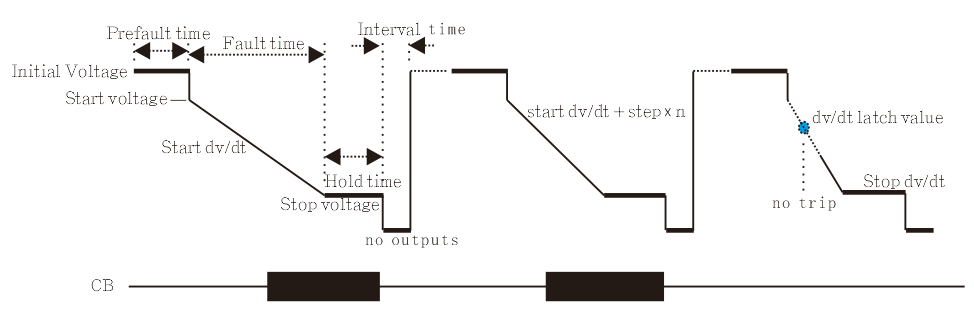 Prefault time
Fault time
Interval time
Initial Voltage
Start voltage
Start dv/dt
start dv/dt + step x n
dv/dt latch value
Hold time
Stop voltage
Stop dv/dt
no trip
no outputs
CB